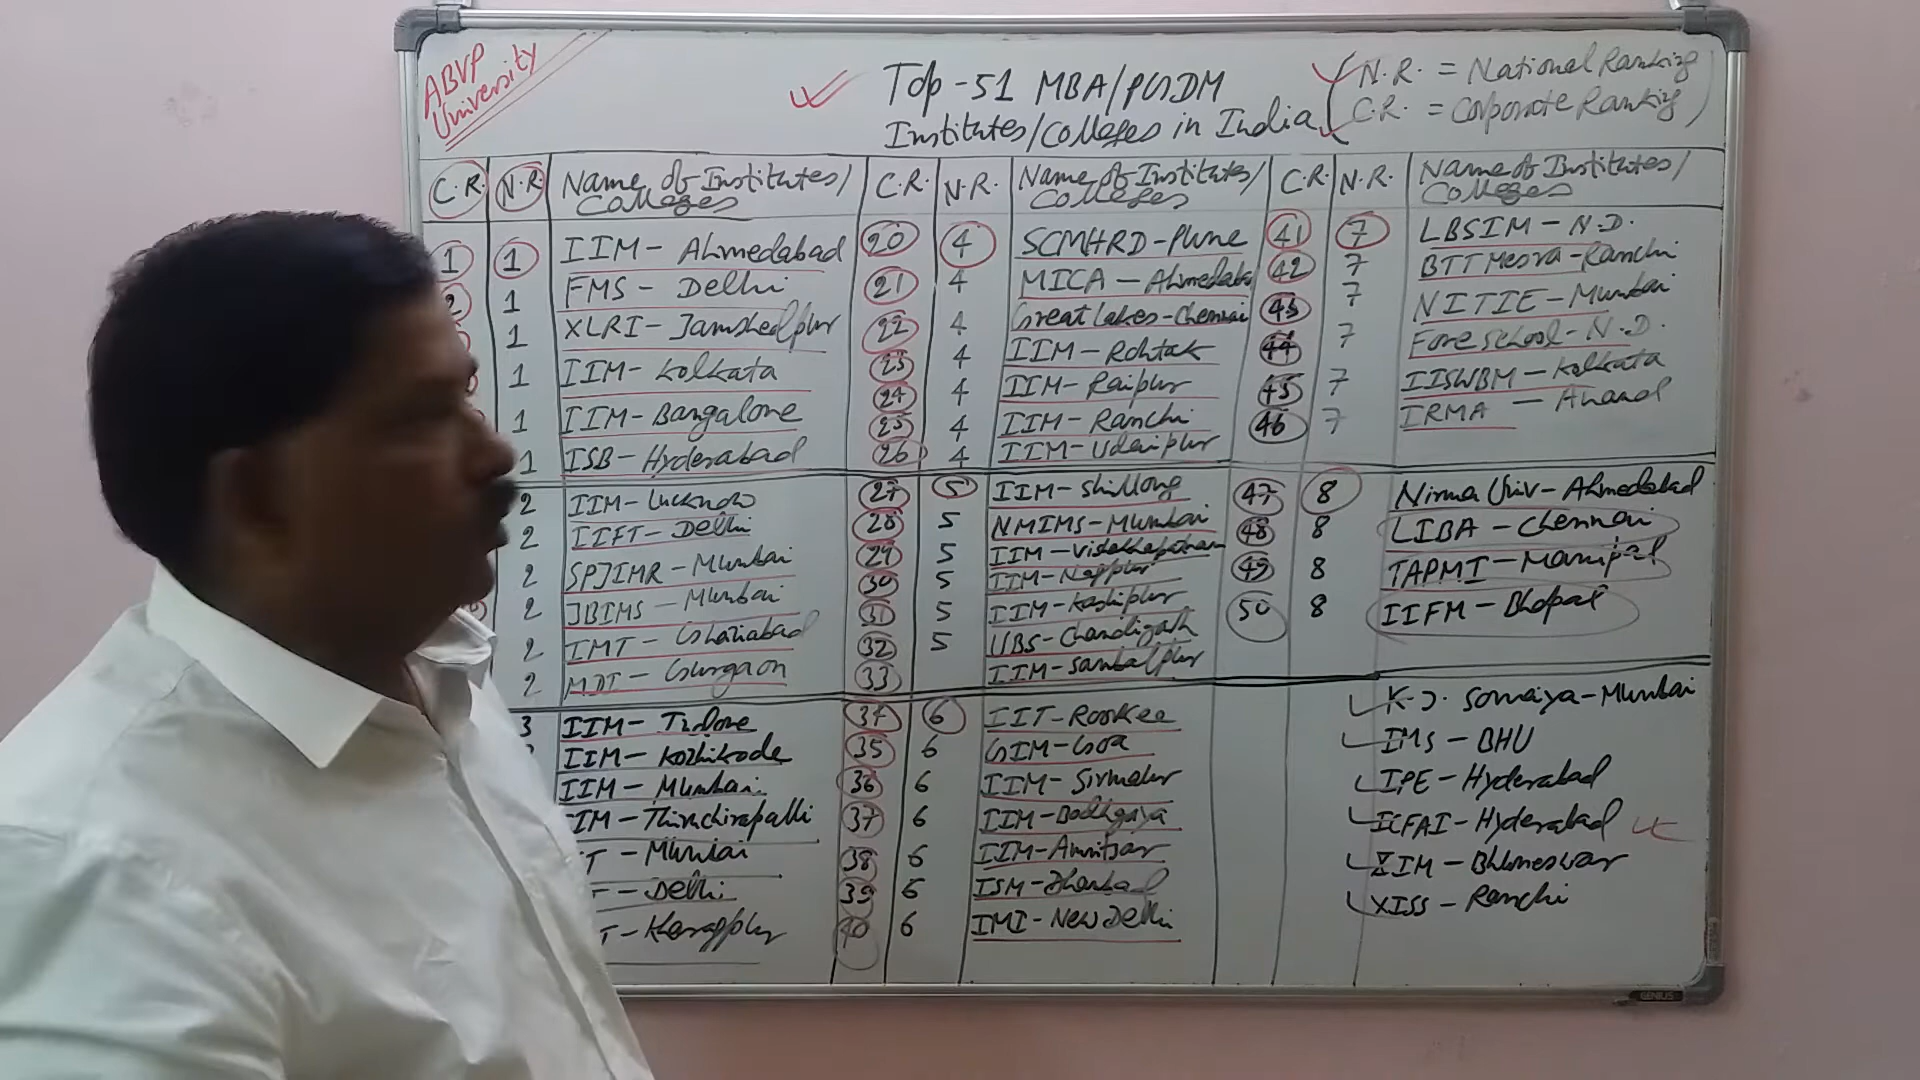 ABVP
University
Top-51 MBA/PGDM
Institutes/Colleges in India
N.R. = National Ranking
C.R. = Corporate Ranking
C.R. N.R. Name of Institutes/ Colleges C.R. N.R. Name of Institutes/ Colleges C.R. N.R. Name of Institutes/ Colleges
1 1 IIM - Ahmedabad 20 4 SCMHRD - Pune 41 7 LBSIM - N.D.
2 1 FMS - Delhi 21 4 MICA - Ahmedaba 42 7 BIT Mesra - Ranchi
1 XLRI - Jamshedpur 22 4 Great Lakes - Chennai 43 7 NITIE - Mumbai
1 IIM - Kolkata 23 4 IIM - Rohtak 44 7 Fore School - N.D.
1 IIM - Bangalore 24 4 IIM - Raipur 45 7 IISWBM - Kolkata
1 ISB - Hyderabad 25 4 IIM - Ranchi 46 7 IRMA - Anand
26 4 IIM - Udaipur
2 IIM - Lucknow 27 5 IIM - Shillong 47 8 Nirma Univ - Ahmedabad
2 IIFT - Delhi 28 5 NMIMS - Mumbai 48 8 LIBA - Chennai
2 SPJIMR - Mumbai 29 5 IIM - Visakhapatnam 49 8 TAPMI - Manipal
2 JBIMS - Mumbai 30 5 IIM - Nagpur 50 8 IIFM - Bhopal
2 IMT - Ghaziabad 31 5 IIM - Kashipur
2 MDI - Gurgaon 32 5 UBS - Chandigarh
33 IIM - Sambalpur
3 IIM - Indore 34 6 IIT - Roorkee K.J. Somaiya - Mumbai
IIM - Kozhikode 35 6 GIM - Goa IMS - BHU
IIM - Mumbai 36 6 IIM - Sirmaur IPE - Hyderabad
IM - Thiruchirapalli 37 6 IIM - Bodhgaya ICFAI - Hyderabad
T - Mumbai 38 6 IIM - Amritsar XIM - Bhubneswar
T - Delhi 39 6 ISM - Dhanbad XISS - Ranchi
T - Kharagpur 40 6 IMI - New Delhi
GENIUS